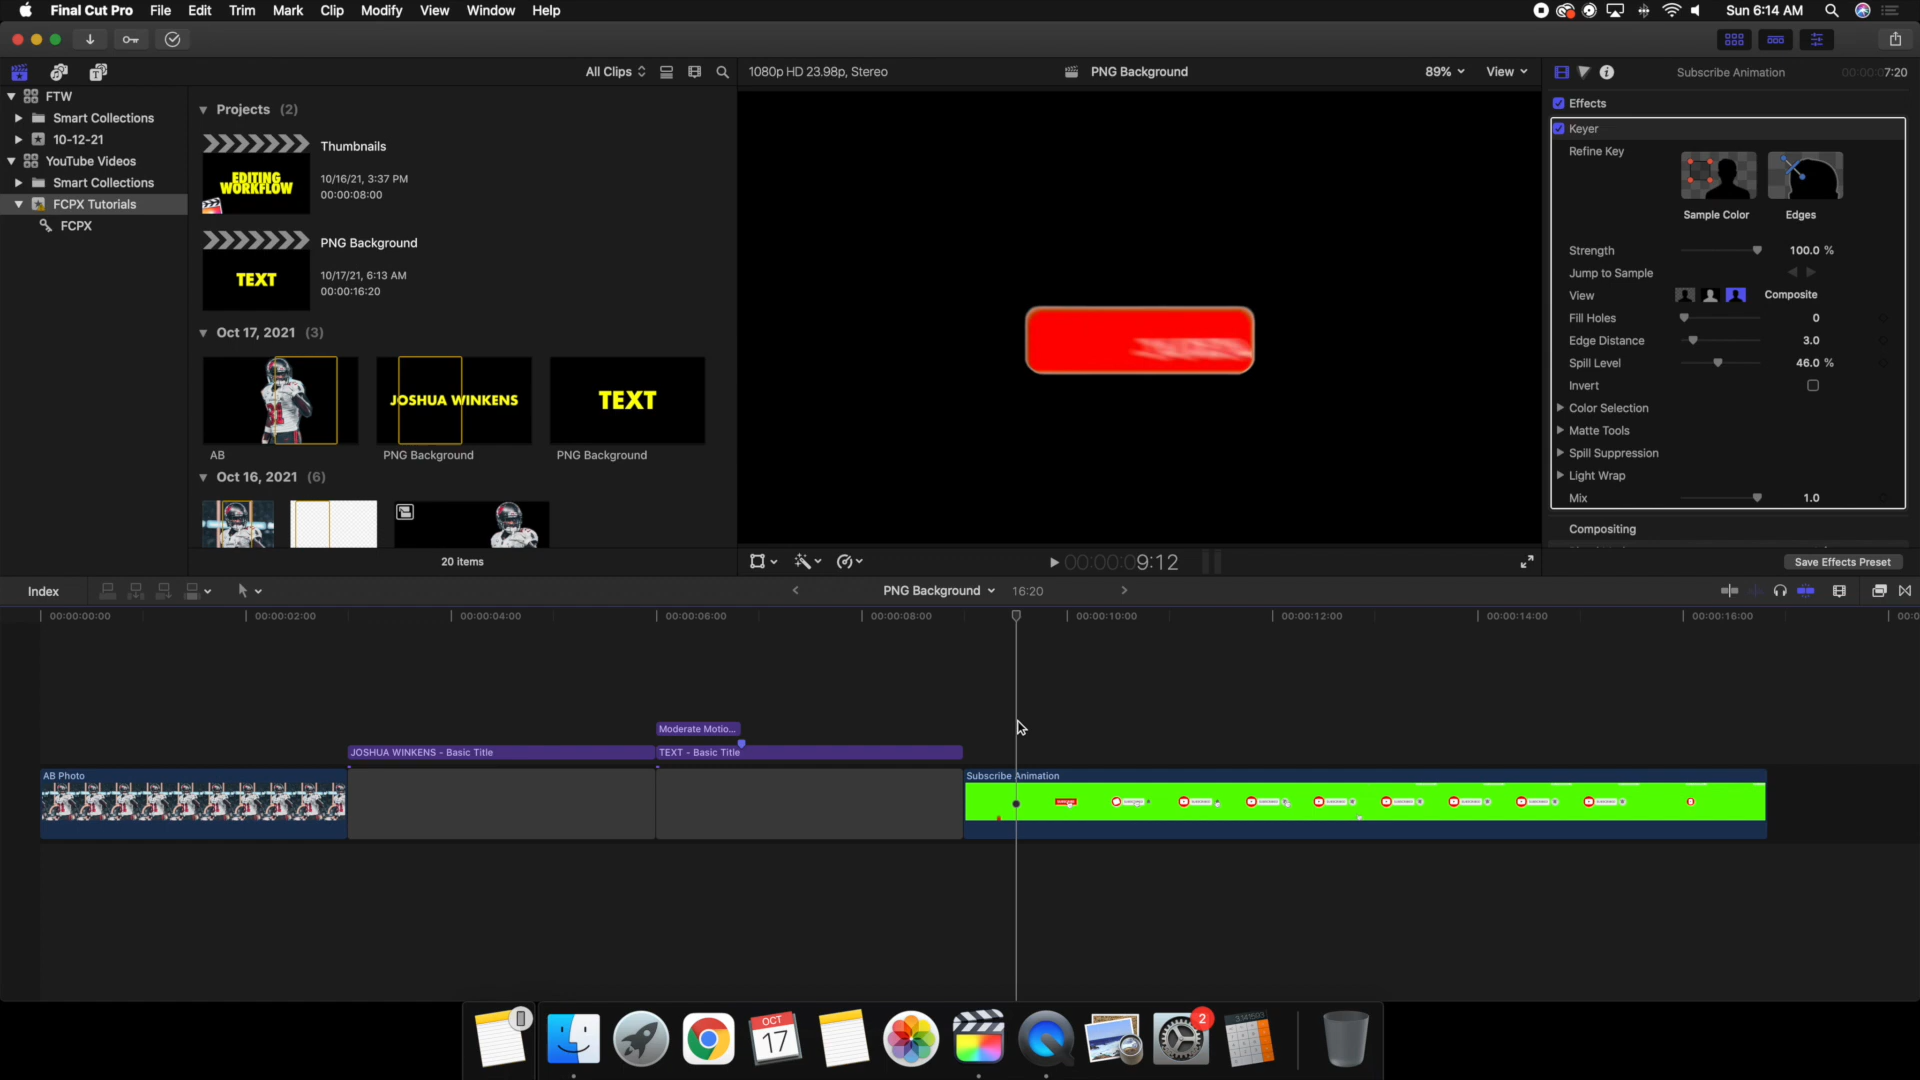 Final Cut Pro File Edit Trim Mark Clip Modify View Window Help Sun 6:14 AM
All Clips 1080p HD 23.98p, Stereo PNG Background 89% View Subscribe Animation 00:00:07:20
FTW
Smart Collections
10-12-21
YouTube Videos
Smart Collections
FCPX Tutorials
FCPX
Projects (2)
EDITING
WORKFLOW
Thumbnails
10/16/21, 3:37 PM
00:00:08:00
TEXT
PNG Background
10/17/21, 6:13 AM
00:00:16:20
Oct 17, 2021 (3)
JOSHUA WINKENS
TEXT
AB
PNG Background
PNG Background
Oct 16, 2021 (6)
20 items
Effects
Keyer
Refine Key
Sample Color
Edges
Strength 100.0 %
Jump to Sample
View Composite
Fill Holes 0
Edge Distance 3.0
Spill Level 46.0 %
Invert
Color Selection
Matte Tools
Spill Suppression
Light Wrap
Mix 1.0
Compositing
00:00:09:12
Save Effects Preset
Index PNG Background 16:20
00:00:00:00 00:00:02:00 00:00:04:00 00:00:06:00 00:00:08:00 00:00:10:00 00:00:12:00 00:00:14:00 00:00:16:00 00:0
Moderate Motio...
JOSHUA WINKENS - Basic Title
TEXT - Basic Title
AB Photo
Subscribe Animation
OCT
17
2